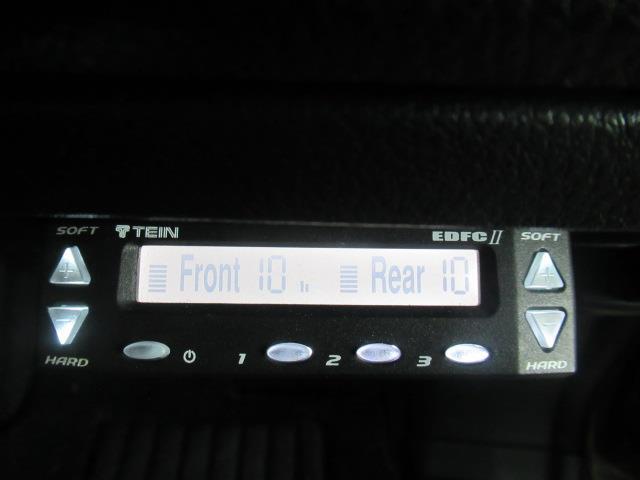 SOFT TEIN EDFC II SOFT
+ Front 10 Rear 10 +
- -
HARD 1 2 3 HARD